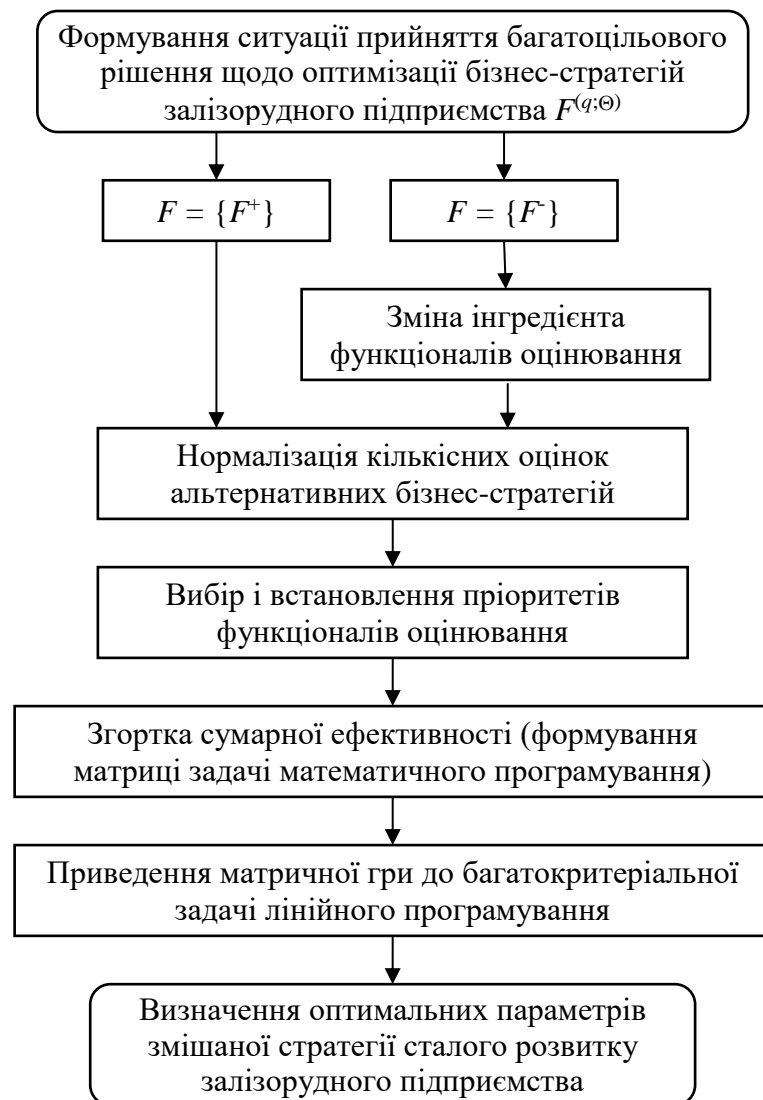 Формування ситуації прийняття багатоцільового
рішення щодо оптимізації бізнес-стратегій
залізорудного підприємства F^(q;Θ)
F = {F⁺}
F = {F⁻}
Зміна інгредієнта
функціоналів оцінювання
Нормалізація кількісних оцінок
альтернативних бізнес-стратегій
Вибір і встановлення пріоритетів
функціоналів оцінювання
Згортка сумарної ефективності (формування
матриці задачі математичного програмування)
Приведення матричної гри до багатокритеріальної
задачі лінійного програмування
Визначення оптимальних параметрів
змішаної стратегії сталого розвитку
залізорудного підприємства